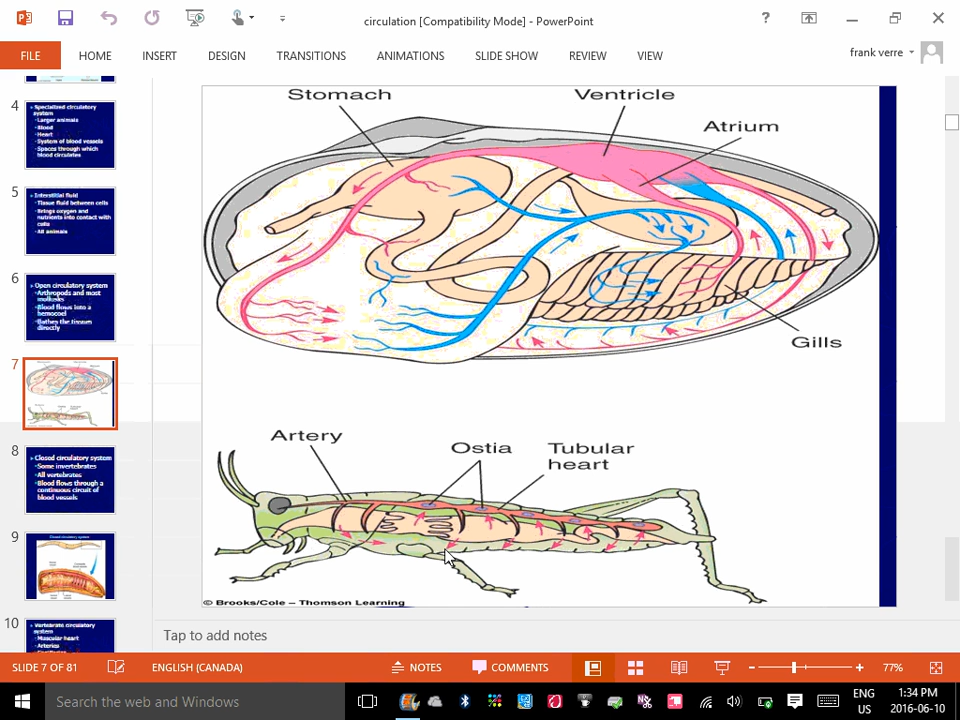 circulation [Compatibility Mode] - PowerPoint
?
FILE
HOME
INSERT
DESIGN
TRANSITIONS
ANIMATIONS
SLIDE SHOW
REVIEW
VIEW
frank verre
4
Specialized circulatory
system
Larger animals
Blood
Heart
System of blood vessels
Spaces through which
blood circulates
5
Interstitial fluid
Tissue fluid between cells
Brings oxygen and
nutrients into contact with
cells
All animals
6
Open circulatory system
Arthropods and most
mollusks
Blood flows into a
hemocoel
Bathes the tissues
directly
7
8
Closed circulatory system
Some invertebrates
All vertebrates
Blood flows through a
continuous circuit of
blood vessels
9
Closed circulatory system
10
Vertebrate circulatory
system
Muscular heart
Arteries
Stomach
Ventricle
Atrium
Gills
Artery
Ostia
Tubular
heart
© Brooks/Cole – Thomson Learning
Tap to add notes
SLIDE 7 OF 81
ENGLISH (CANADA)
NOTES
COMMENTS
77%
Search the web and Windows
ENG
US
1:34 PM
2016-06-10